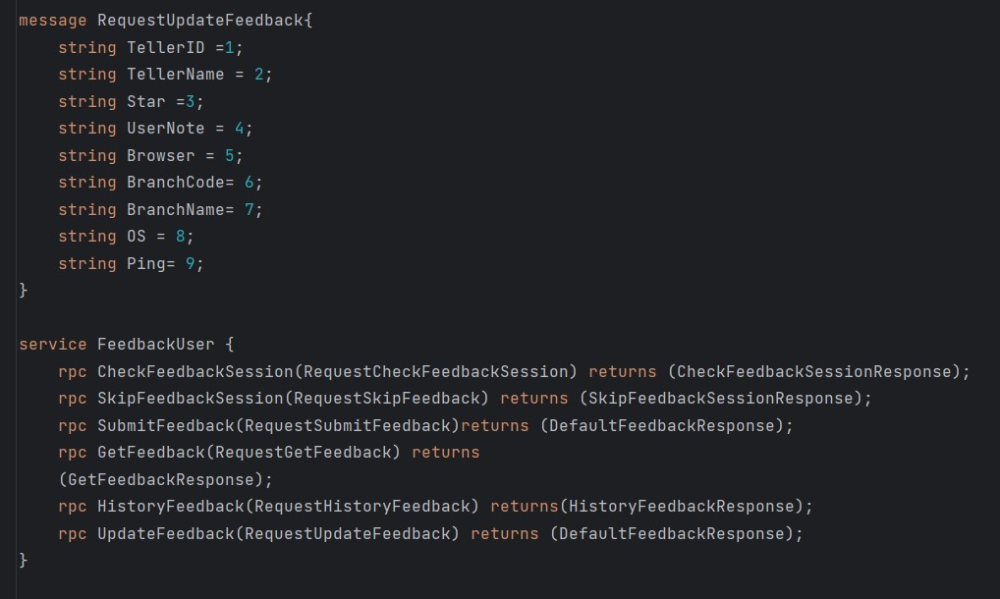 message RequestUpdateFeedback{
    string TellerID =1;
    string TellerName = 2;
    string Star =3;
    string UserNote = 4;
    string Browser = 5;
    string BranchCode= 6;
    string BranchName= 7;
    string OS = 8;
    string Ping= 9;
}
service FeedbackUser {
    rpc CheckFeedbackSession(RequestCheckFeedbackSession) returns (CheckFeedbackSessionResponse);
    rpc SkipFeedbackSession(RequestSkipFeedback) returns (SkipFeedbackSessionResponse);
    rpc SubmitFeedback(RequestSubmitFeedback)returns (DefaultFeedbackResponse);
    rpc GetFeedback(RequestGetFeedback) returns
    (GetFeedbackResponse);
    rpc HistoryFeedback(RequestHistoryFeedback) returns(HistoryFeedbackResponse);
    rpc UpdateFeedback(RequestUpdateFeedback) returns (DefaultFeedbackResponse);
}